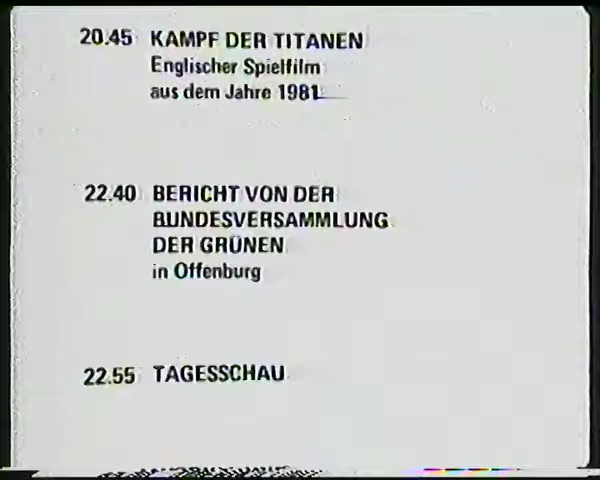 20.45 KAMPF DER TITANEN
Englischer Spielfilm
aus dem Jahre 1981
22.40 BERICHT VON DER
BUNDESVERSAMMLUNG
DER GRÜNEN
in Offenburg
22.55 TAGESSCHAU